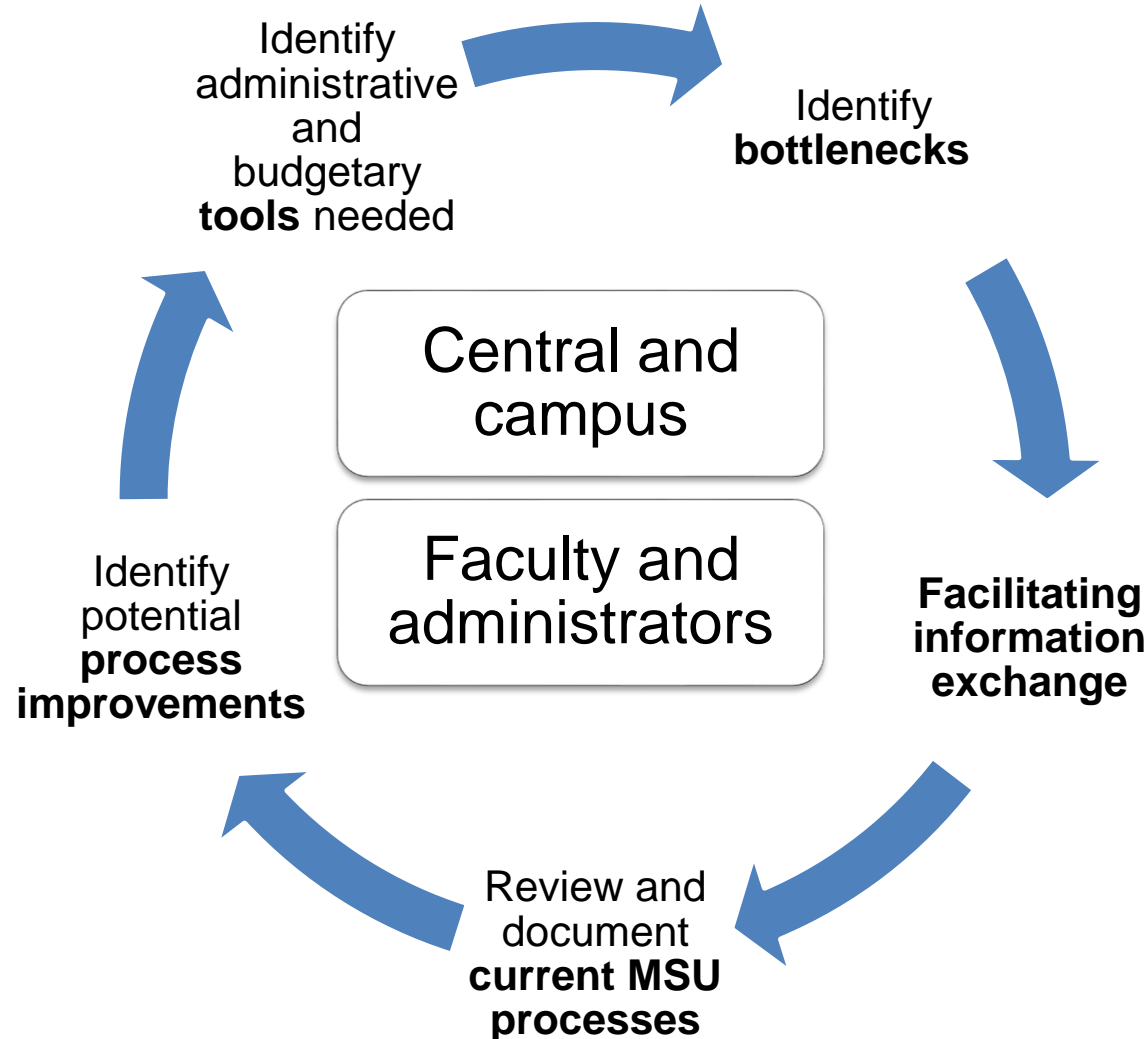 Identify
administrative
and
budgetary
tools needed
Identify
bottlenecks
Central and
campus
Faculty and
administrators
Facilitating
information
exchange
Identify
potential
process
improvements
Review and
document
current MSU
processes